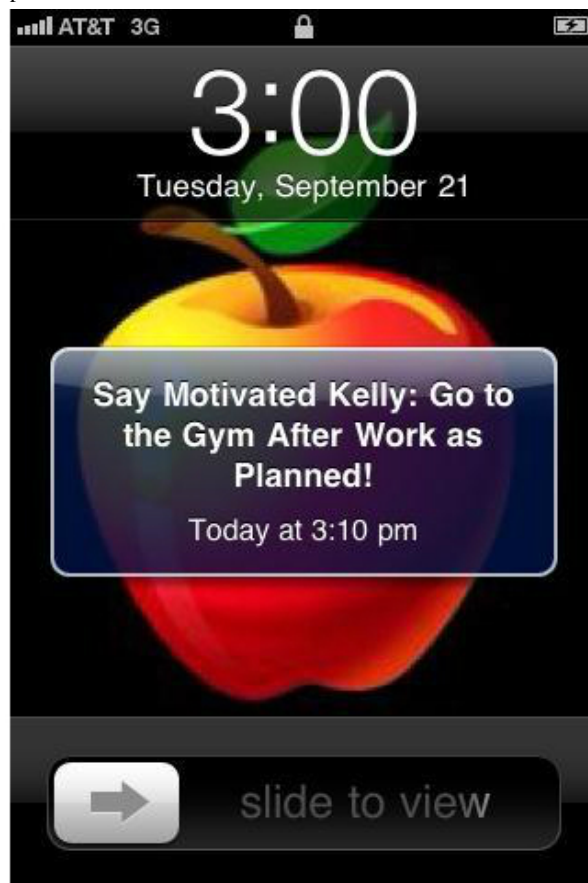 AT&T 3G
3:00
Tuesday, September 21
Say Motivated Kelly: Go to
the Gym After Work as
Planned!
Today at 3:10 pm
slide to view